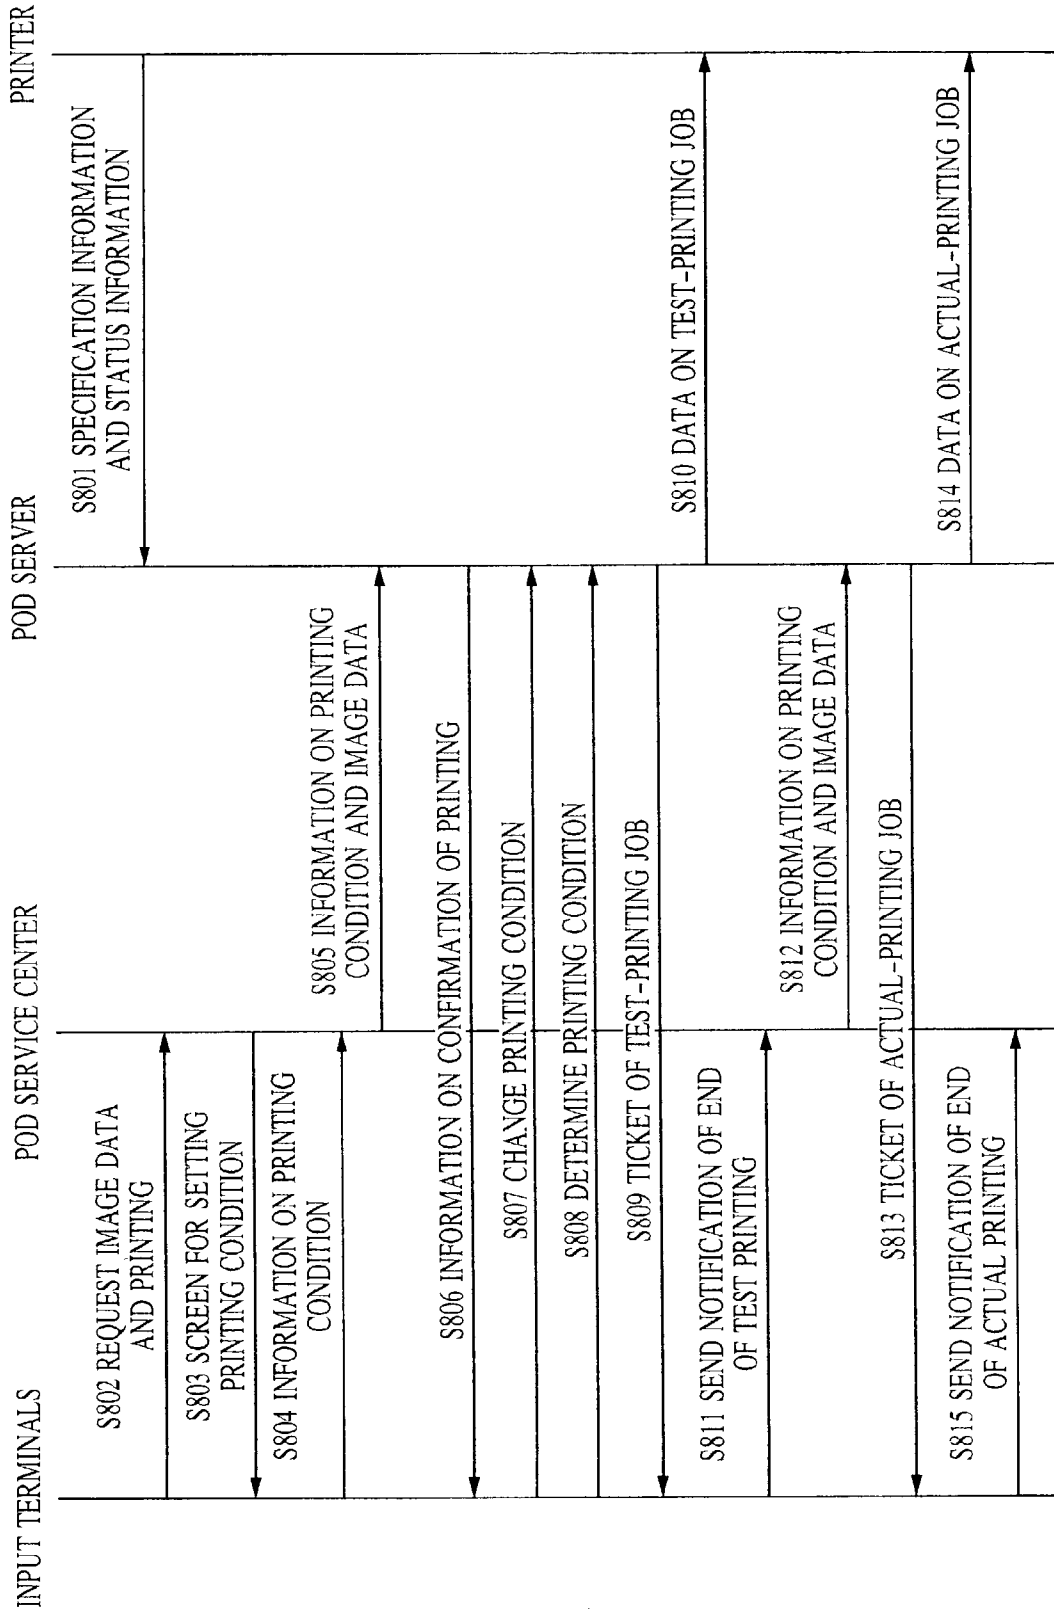 INPUT TERMINALS
POD SERVICE CENTER
POD SERVER
PRINTER
S801 SPECIFICATION INFORMATION
AND STATUS INFORMATION
S802 REQUEST IMAGE DATA
AND PRINTING
S803 SCREEN FOR SETTING
PRINTING CONDITION
S804 INFORMATION ON PRINTING
CONDITION
S805 INFORMATION ON PRINTING
CONDITION AND IMAGE DATA
S806 INFORMATION ON CONFIRMATION OF PRINTING
S807 CHANGE PRINTING CONDITION
S808 DETERMINE PRINTING CONDITION
S809 TICKET OF TEST-PRINTING JOB
S810 DATA ON TEST-PRINTING JOB
S811 SEND NOTIFICATION OF END
OF TEST PRINTING
S812 INFORMATION ON PRINTING
CONDITION AND IMAGE DATA
S813 TICKET OF ACTUAL-PRINTING JOB
S814 DATA ON ACTUAL-PRINTING JOB
S815 SEND NOTIFICATION OF END
OF ACTUAL PRINTING